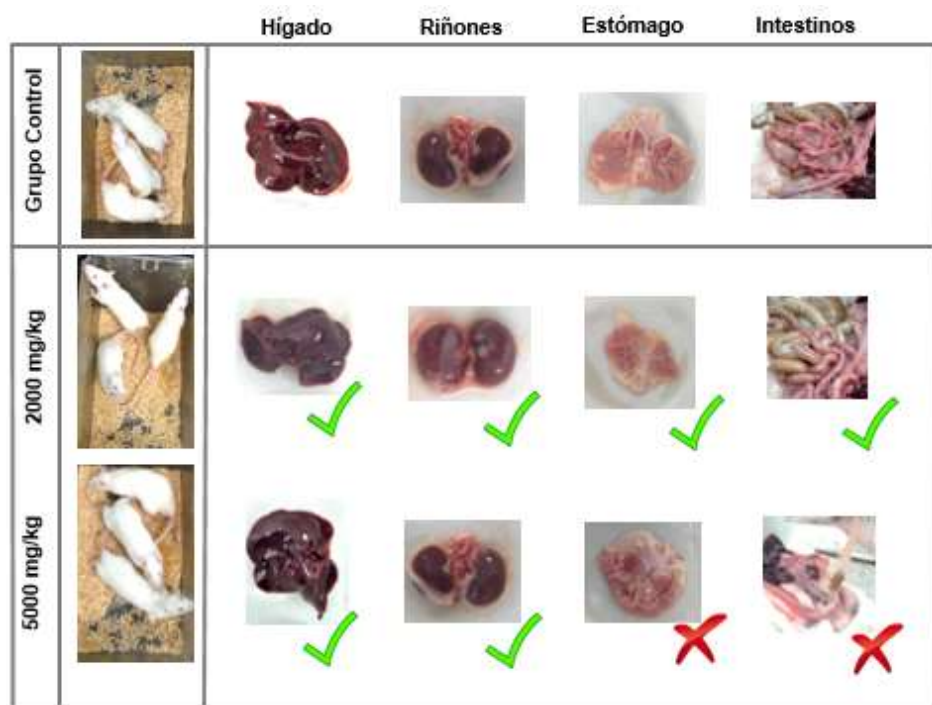 Hígado Riñones Estómago Intestinos
Grupo Control
2000 mg/kg
5000 mg/kg